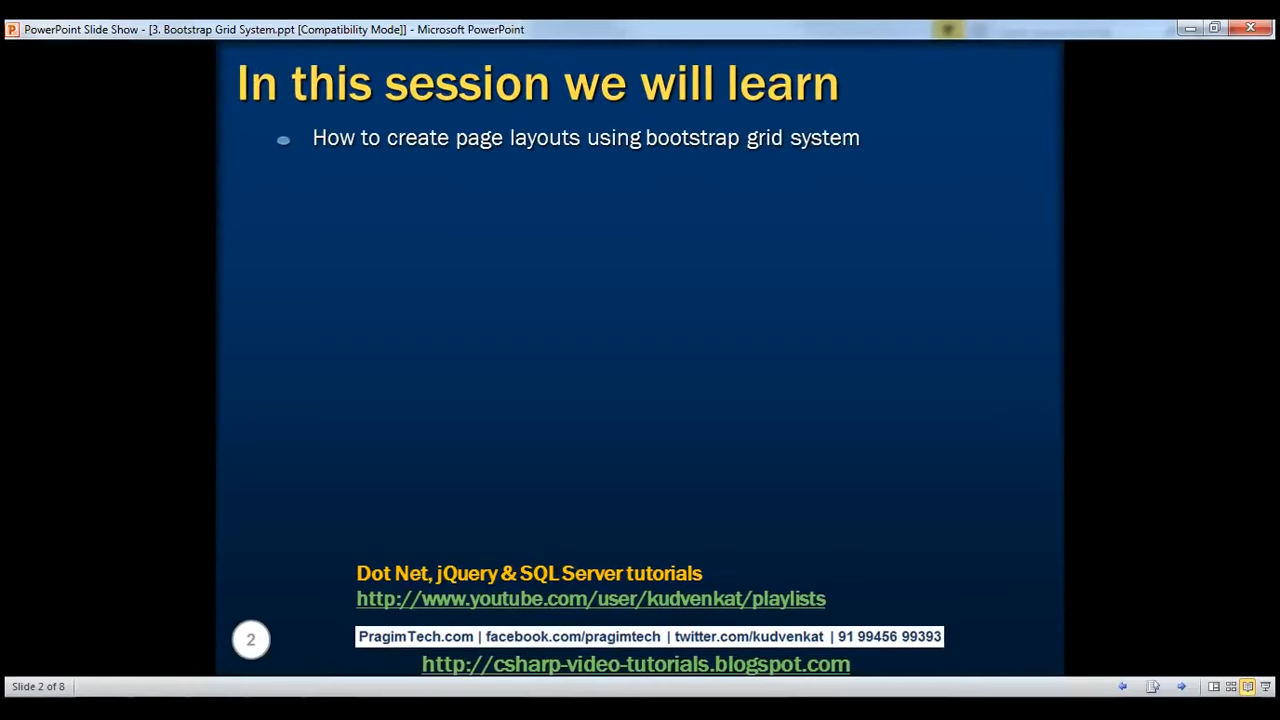 PowerPoint Slide Show - [3. Bootstrap Grid System.ppt [Compatibility Mode]] - Microsoft PowerPoint
In this session we will learn
How to create page layouts using bootstrap grid system
Dot Net, jQuery & SQL Server tutorials
http://www.youtube.com/user/kudvenkat/playlists
2
PragimTech.com | facebook.com/pragimtech | twitter.com/kudvenkat | 91 99456 99393
http://csharp-video-tutorials.blogspot.com
Slide 2 of 8